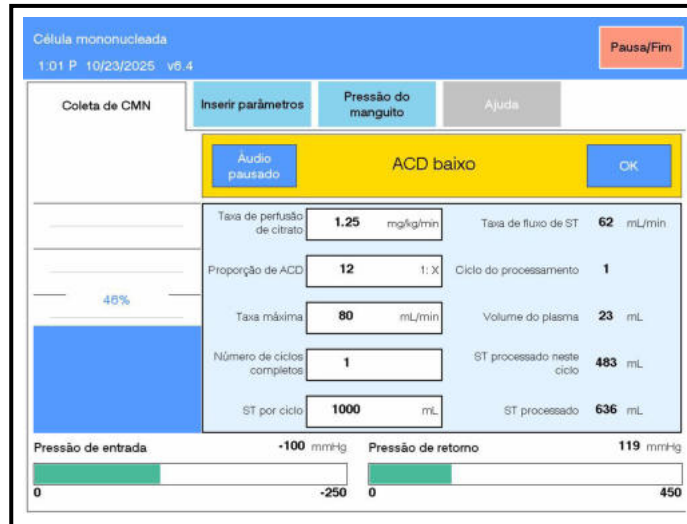 Célula mononucleada
1:01 P 10/23/2025 v6.4
Pausa/Fim
Coleta de CMN
Inserir parâmetros
Pressão do
manguito
Ajuda
Áudio
pausado
ACD baixo
OK
46%
Taxa de perfusão
de citrato
1.25 mg/kg/min
Taxa de fluxo de ST 62 mL/min
Proporção de ACD 12 1: X
Ciclo do processamento 1
Taxa máxima 80 mL/min
Volume do plasma 23 mL
Número de ciclos
completos
1
ST processado neste
ciclo
483 mL
ST por ciclo 1000 mL
ST processado 636 mL
Pressão de entrada -100 mmHg
Pressão de retorno 119 mmHg
0 -250
0 450